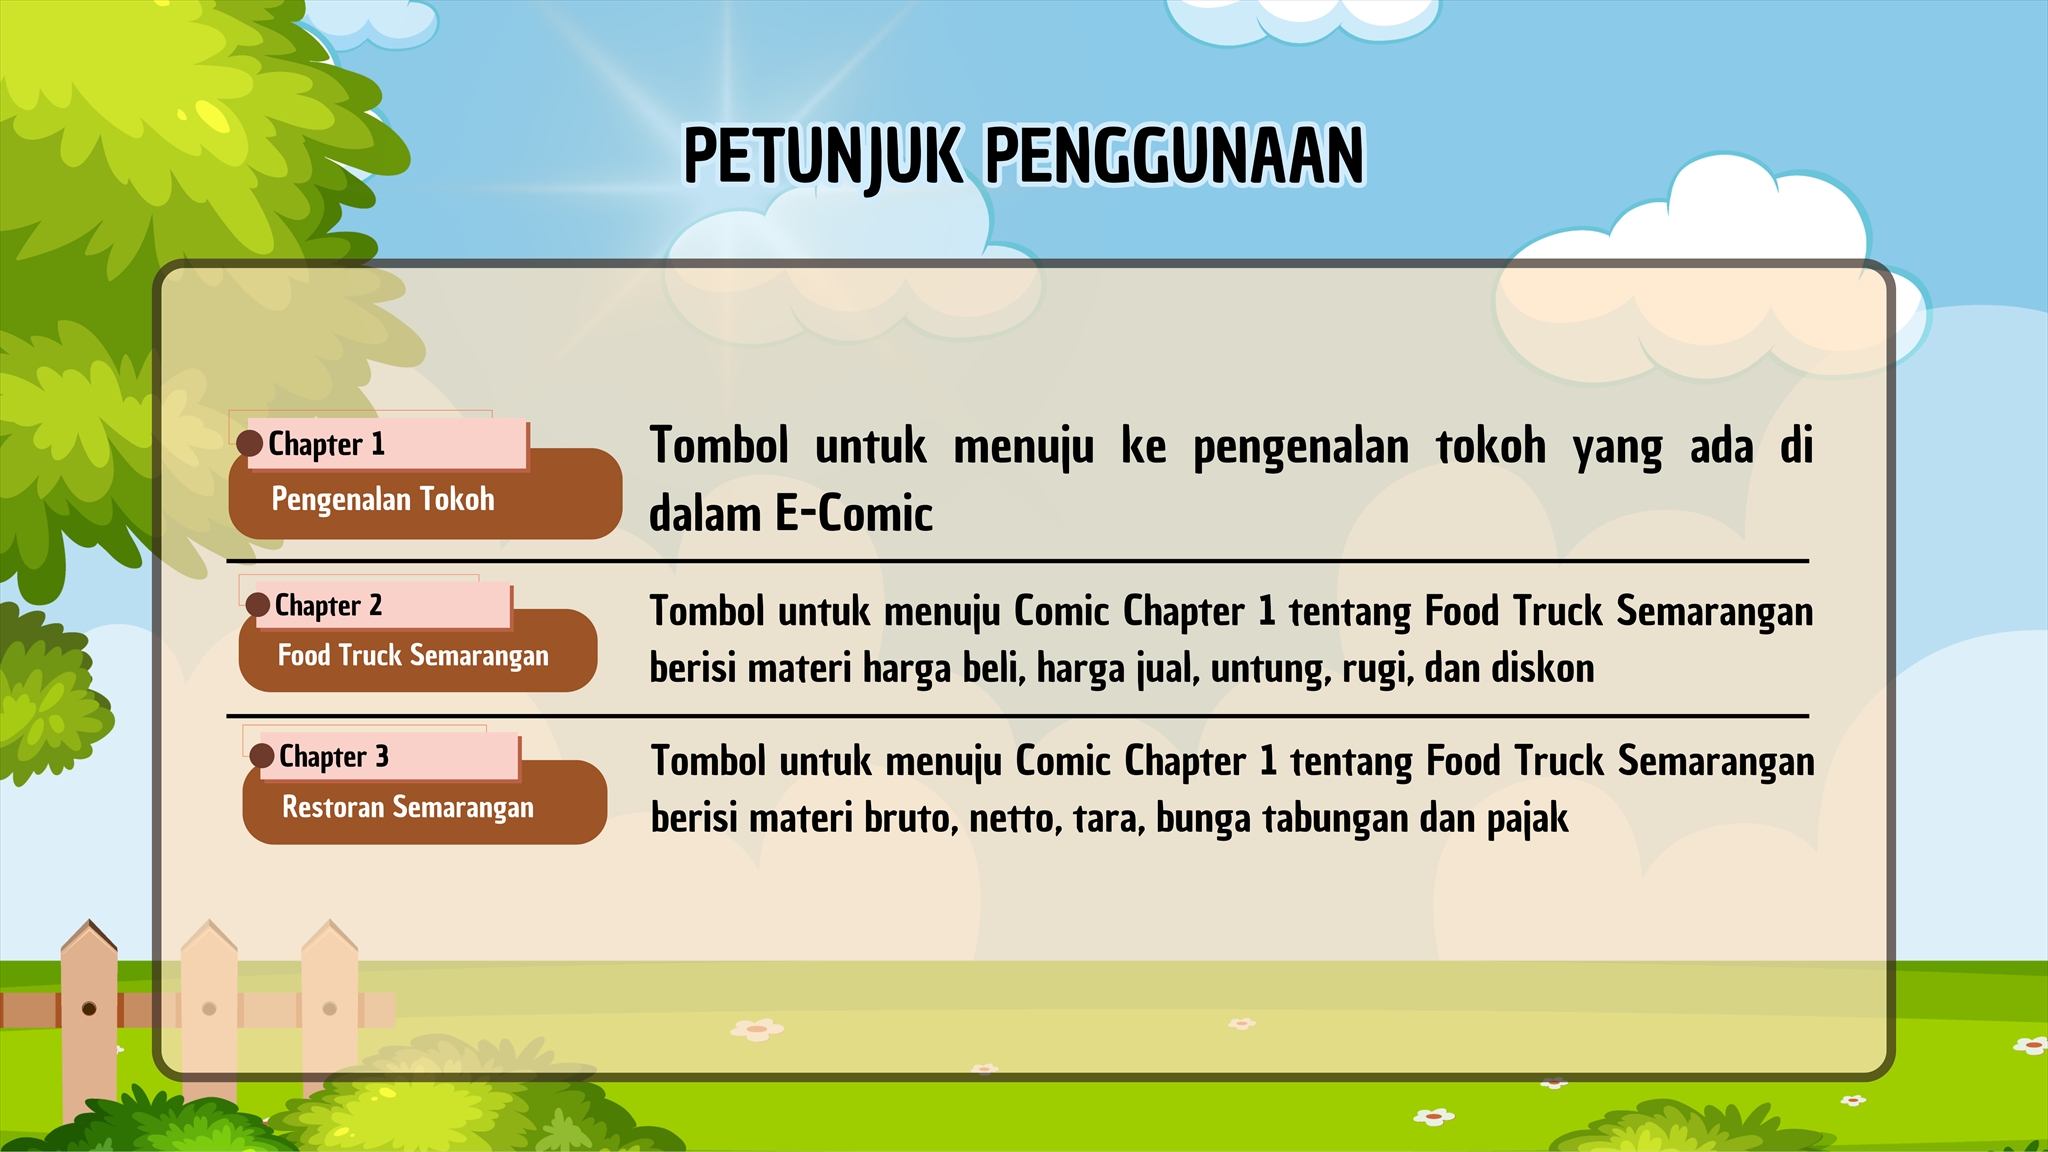 PETUNJUK PENGGUNAAN
Chapter 1
Pengenalan Tokoh
Tombol untuk menuju ke pengenalan tokoh yang ada di
dalam E-Comic
Chapter 2
Food Truck Semarangan
Tombol untuk menuju Comic Chapter 1 tentang Food Truck Semarangan
berisi materi harga beli, harga jual, untung, rugi, dan diskon
Chapter 3
Restoran Semarangan
Tombol untuk menuju Comic Chapter 1 tentang Food Truck Semarangan
berisi materi bruto, netto, tara, bunga tabungan dan pajak